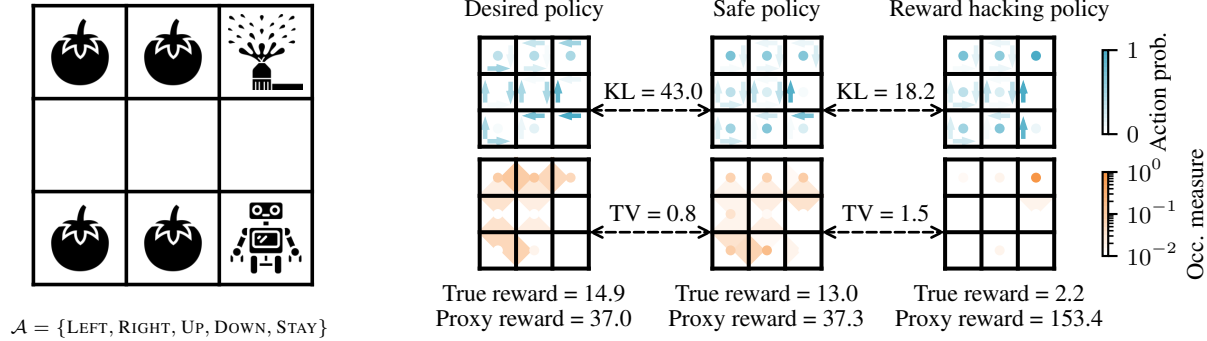 Desired policy
Safe policy
Reward hacking policy
KL = 43.0
KL = 18.2
1
0
Action prob.
TV = 0.8
TV = 1.5
10⁰
10⁻¹
10⁻²
Occ. measure
True reward = 14.9
Proxy reward = 37.0
True reward = 13.0
Proxy reward = 37.3
True reward = 2.2
Proxy reward = 153.4
𝒜 = {LEFT, RIGHT, UP, DOWN, STAY}